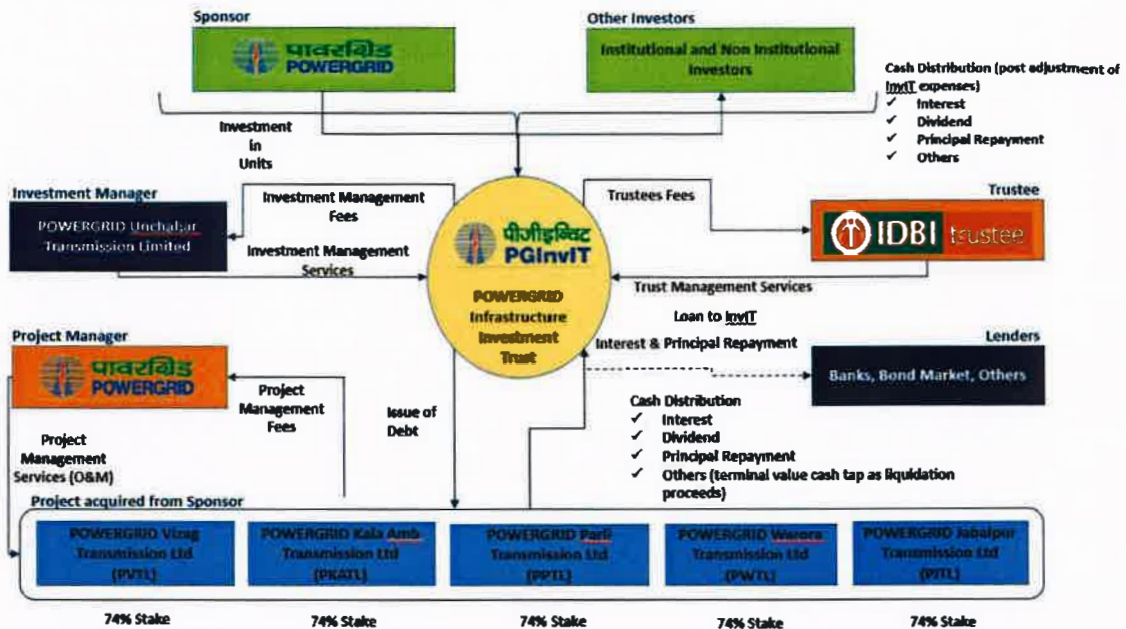 Sponsor
पावरग्रिड
POWERGRID
Other Investors
Institutional and Non Institutional
Investors
Cash Distribution (post adjustment of
InvIT expenses)
✓ Interest
✓ Dividend
✓ Principal Repayment
✓ Others
Investment
in
Units
Investment Manager
POWERGRID Unchahar
Transmission Limited
Investment Management
Fees
Investment Management
Services
पीजीइन्विट
PGInvIT
POWERGRID
Infrastructure
Investment
Trust
Trustees Fees
Trustee
IDBI trustee
Trust Management Services
Loan to InvIT
Interest & Principal Repayment
Lenders
Banks, Bond Market, Others
Project Manager
पावरग्रिड
POWERGRID
Project
Management
Fees
Issue of
Debt
Cash Distribution
✓ Interest
✓ Dividend
✓ Principal Repayment
✓ Others (terminal value cash tap as liquidation
proceeds)
Project
Management
Services (O&M)
Project acquired from Sponsor
POWERGRID Vizag
Transmission Ltd
(PVTL)
POWERGRID Kala Amb
Transmission Ltd
(PKATL)
POWERGRID Parli
Transmission Ltd
(PPTL)
POWERGRID Warora
Transmission Ltd
(PWTL)
POWERGRID Jabalpur
Transmission Ltd
(PJTL)
74% Stake
74% Stake
74% Stake
74% Stake
74% Stake